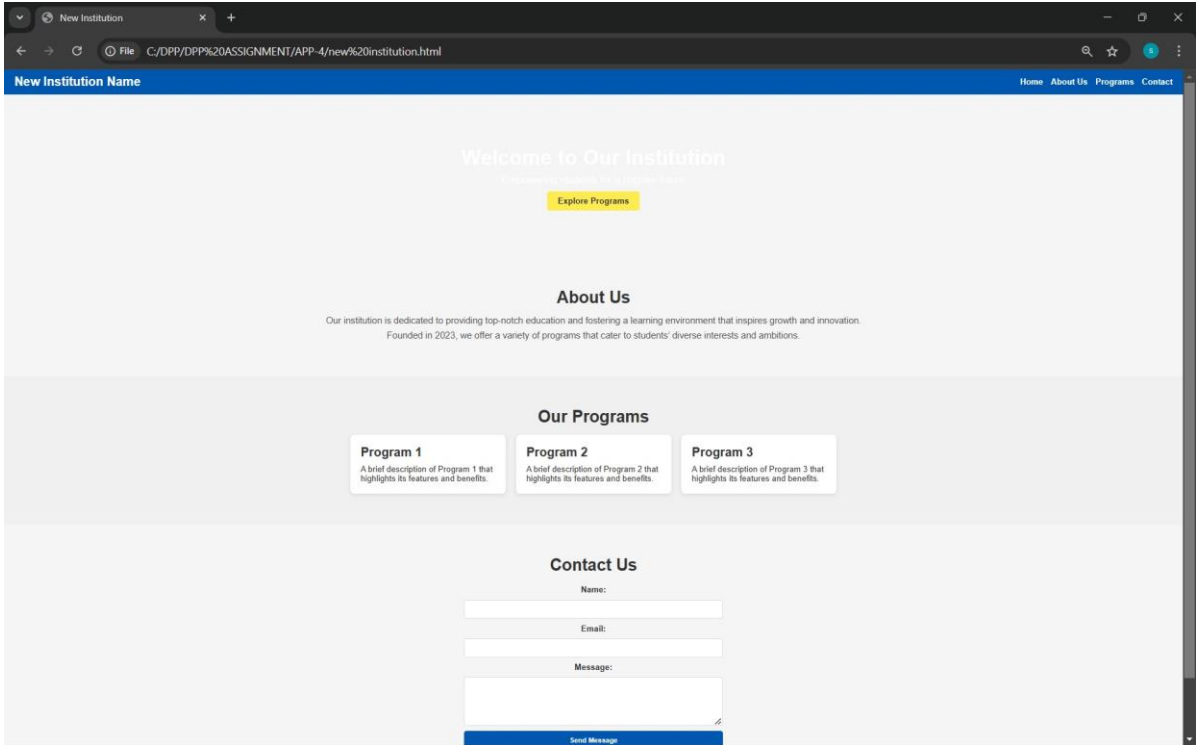 New Institution
File C:/DPP/DPP%20ASSIGNMENT/APP-4/new%20institution.html
S
New Institution Name
Home About Us Programs Contact
Welcome to Our Institution
Explore Programs
About Us
Our institution is dedicated to providing top-notch education and fostering a learning environment that inspires growth and innovation.
Founded in 2023, we offer a variety of programs that cater to students' diverse interests and ambitions.
Our Programs
Program 1
A brief description of Program 1 that
highlights its features and benefits.
Program 2
A brief description of Program 2 that
highlights its features and benefits.
Program 3
A brief description of Program 3 that
highlights its features and benefits.
Contact Us
Name:
Email:
Message:
Send Message